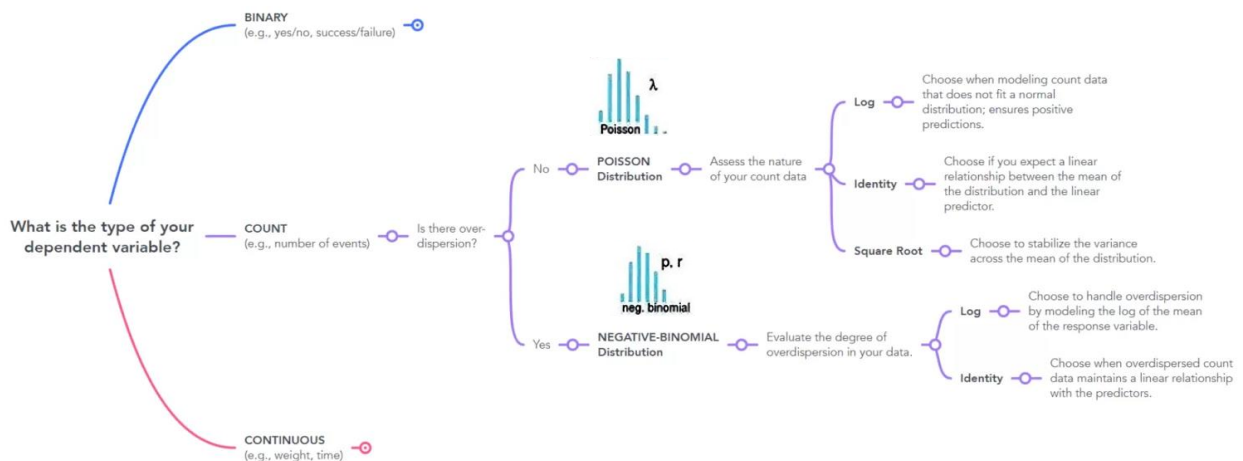 What is the type of your
dependent variable?
BINARY
(e.g., yes/no, success/failure)
COUNT
(e.g., number of events)
Is there over-
dispersion?
No
λ
Poisson
POISSON
Distribution
Assess the nature
of your count data
Log
Choose when modeling count data
that does not fit a normal
distribution; ensures positive
predictions.
Identity
Choose if you expect a linear
relationship between the mean of
the distribution and the linear
predictor.
Square Root
Choose to stabilize the variance
across the mean of the distribution.
Yes
p, r
neg. binomial
NEGATIVE-BINOMIAL
Distribution
Evaluate the degree of
overdispersion in your data.
Log
Choose to handle overdispersion
by modeling the log of the mean
of the response variable.
Identity
Choose when overdispersed count
data maintains a linear relationship
with the predictors.
CONTINUOUS
(e.g., weight, time)